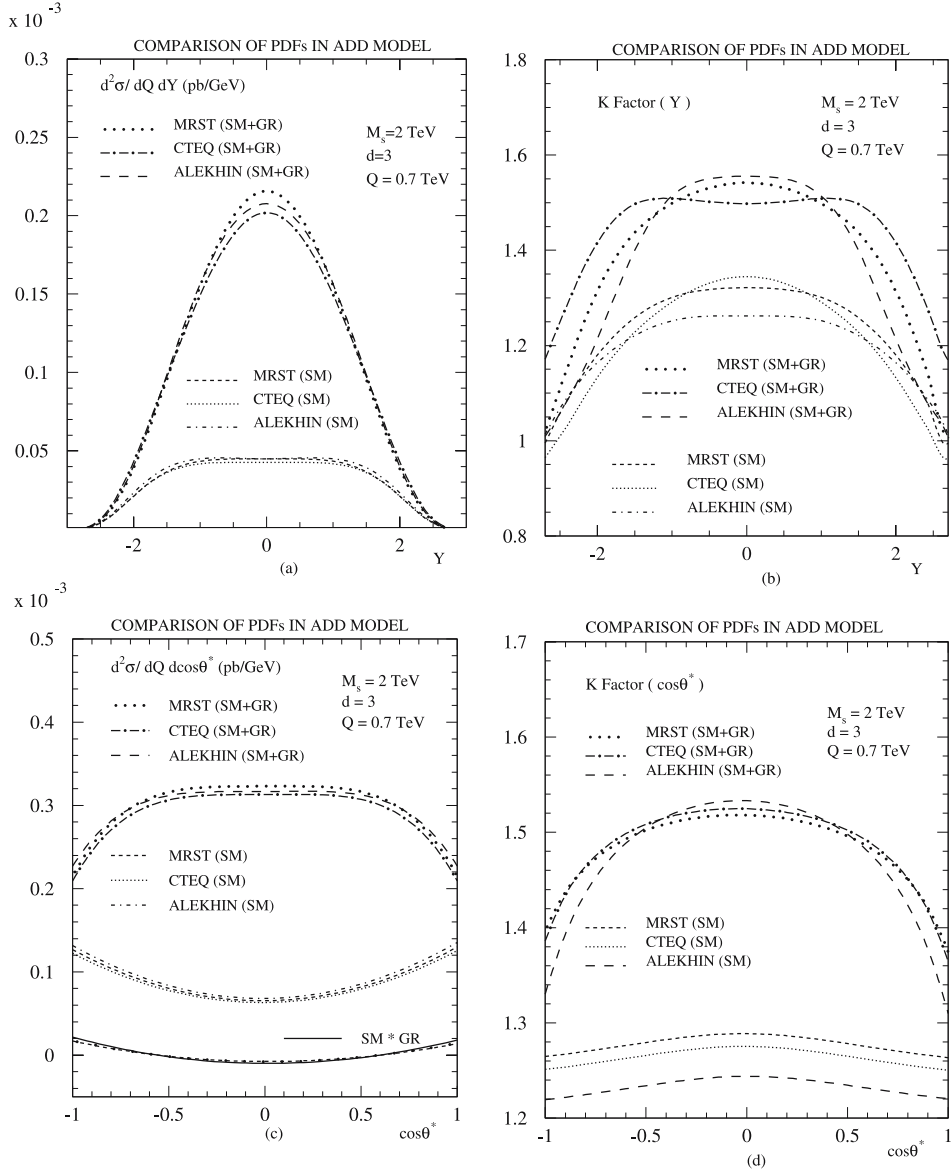 x 10⁻³
COMPARISON OF PDFs IN ADD MODEL
0.3
0.25
0.2
0.15
0.1
0.05
d²σ/ dQ dY (pb/GeV)
MRST (SM+GR)
CTEQ (SM+GR)
ALEKHIN (SM+GR)
Mₛ=2 TeV
d=3
Q = 0.7 TeV
MRST (SM)
CTEQ (SM)
ALEKHIN (SM)
-2 0 2
Y
(a)
COMPARISON OF PDFs IN ADD MODEL
1.8
1.6
1.4
1.2
1
0.8
K Factor ( Y )
Mₛ = 2 TeV
d = 3
Q = 0.7 TeV
MRST (SM+GR)
CTEQ (SM+GR)
ALEKHIN (SM+GR)
MRST (SM)
CTEQ (SM)
ALEKHIN (SM)
-2 0 2
Y
(b)
x 10⁻³
COMPARISON OF PDFs IN ADD MODEL
0.5
0.4
0.3
0.2
0.1
0
d²σ/ dQ dcosθ* (pb/GeV)
Mₛ = 2 TeV
d = 3
Q = 0.7 TeV
MRST (SM+GR)
CTEQ (SM+GR)
ALEKHIN (SM+GR)
MRST (SM)
CTEQ (SM)
ALEKHIN (SM)
SM * GR
-1 -0.5 0 0.5 1
cosθ*
(c)
COMPARISON OF PDFs IN ADD MODEL
1.7
1.6
1.5
1.4
1.3
1.2
K Factor ( cosθ* )
Mₛ = 2 TeV
d = 3
Q = 0.7 TeV
MRST (SM+GR)
CTEQ (SM+GR)
ALEKHIN (SM+GR)
MRST (SM)
CTEQ (SM)
ALEKHIN (SM)
-1 -0.5 0 0.5 1
cosθ*
(d)